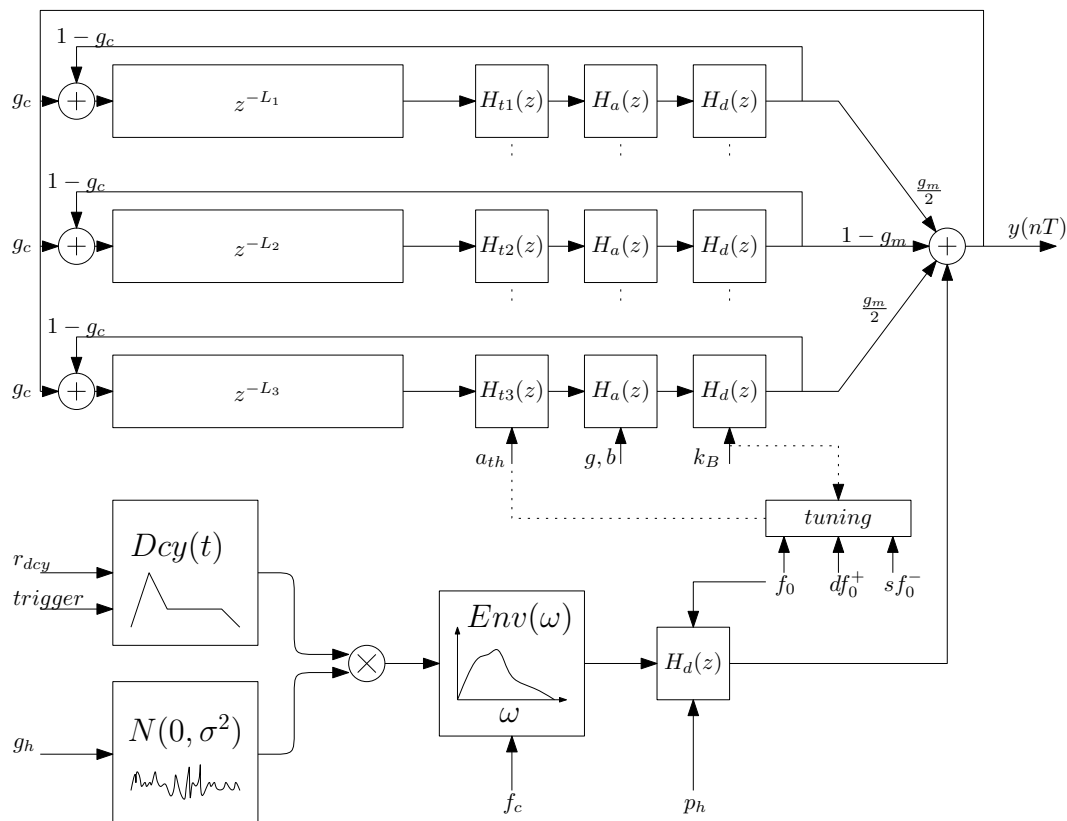 1 − g_c
g_c + z^{−L_1} H_{t1}(z) H_a(z) H_d(z)
g_m/2
1 − g_c
g_c + z^{−L_2} H_{t2}(z) H_a(z) H_d(z) 1 − g_m + y(nT)
g_m/2
1 − g_c
g_c + z^{−L_3} H_{t3}(z) H_a(z) H_d(z)
a_{th} g, b k_B
tuning
f_0 df_0^+ sf_0^−
Dcy(t)
r_{dcy}
trigger
Env(ω)
ω
× H_d(z)
N(0, σ^2)
g_h
f_c p_h